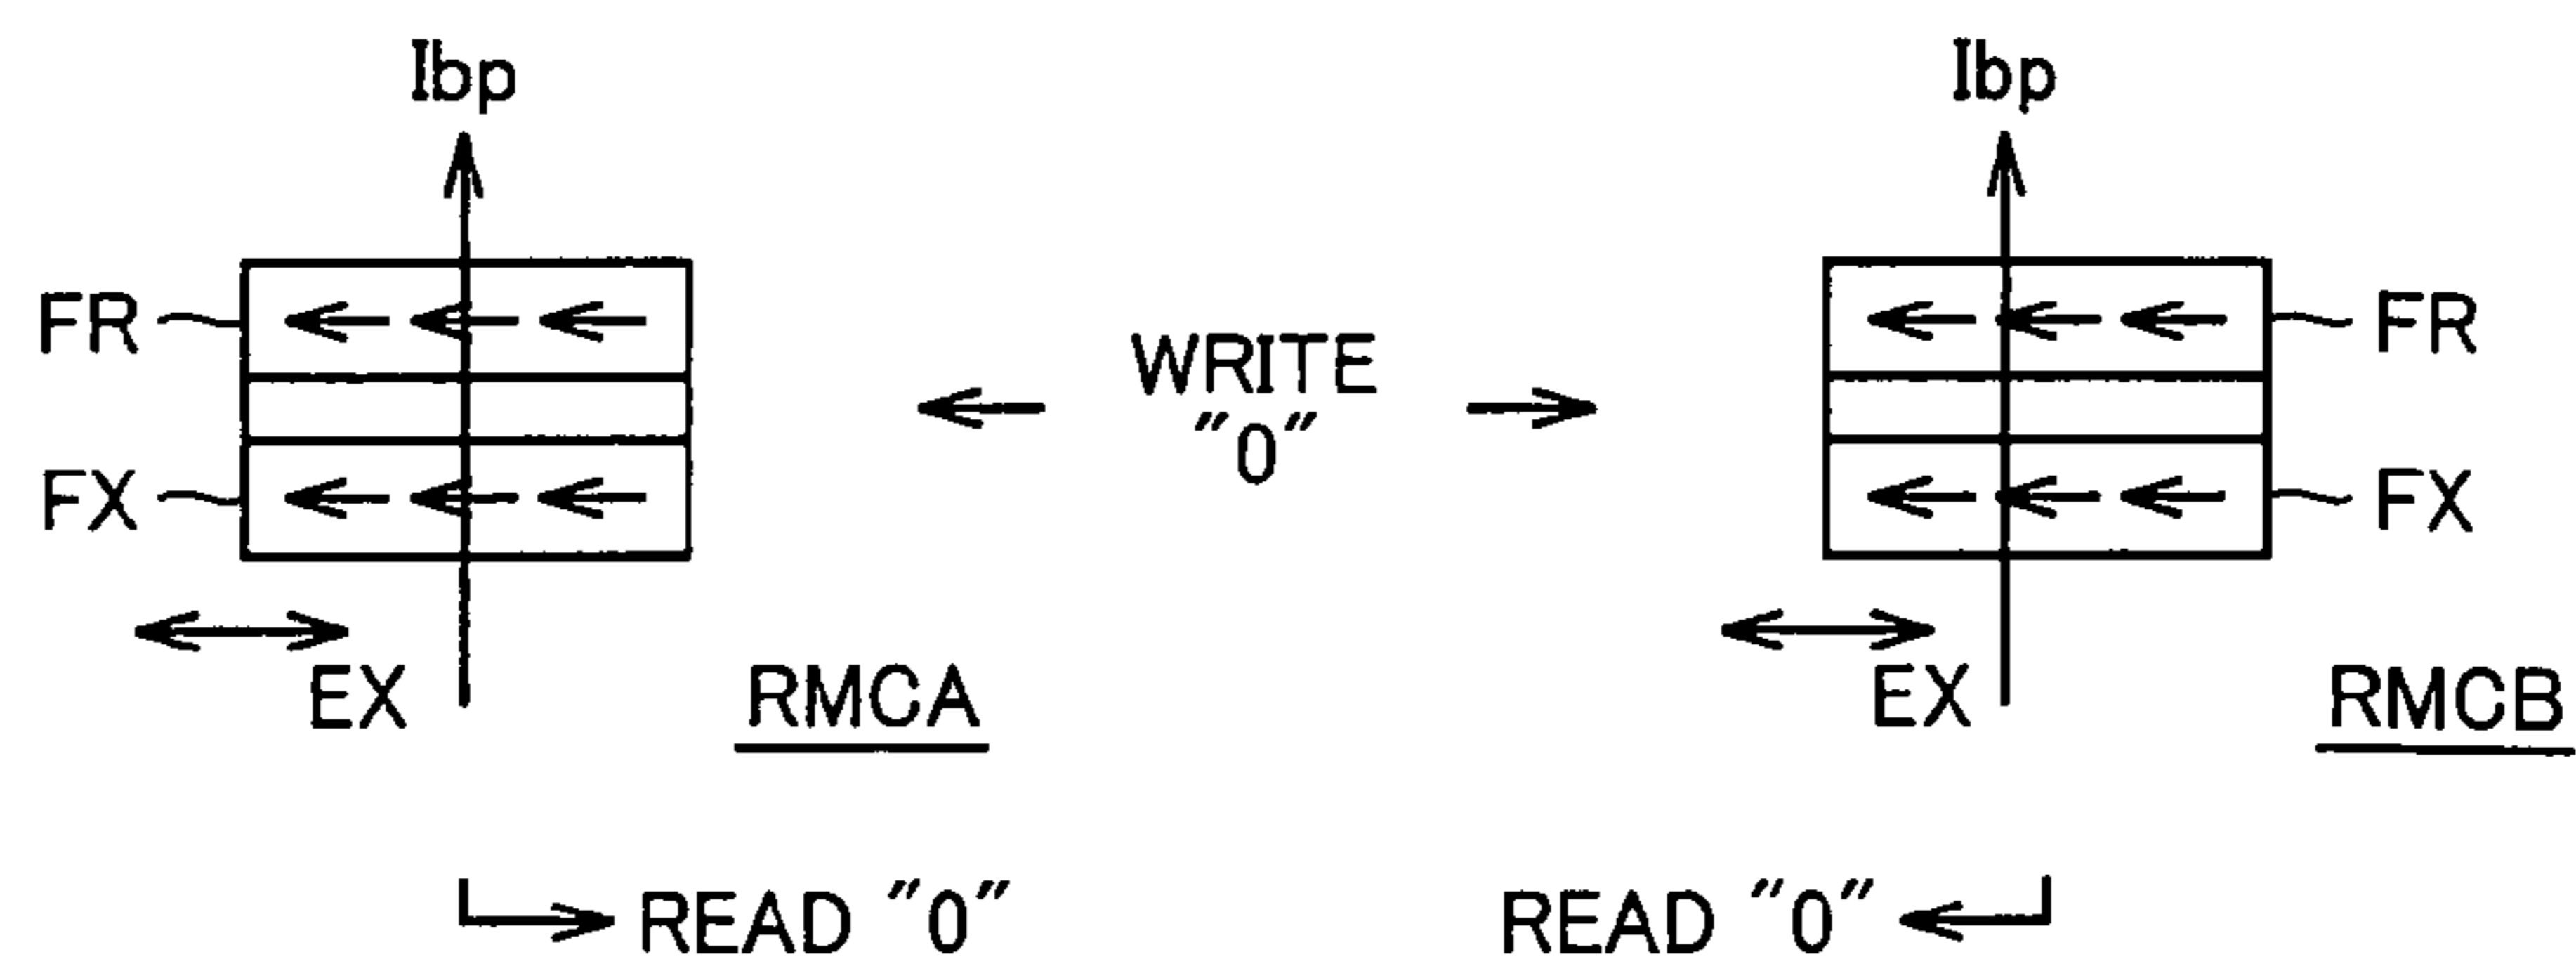 Ibp
Ibp
FR
FR
WRITE
"0"
FX
FX
EX
RMCA
EX
RMCB
READ "0"
READ "0"